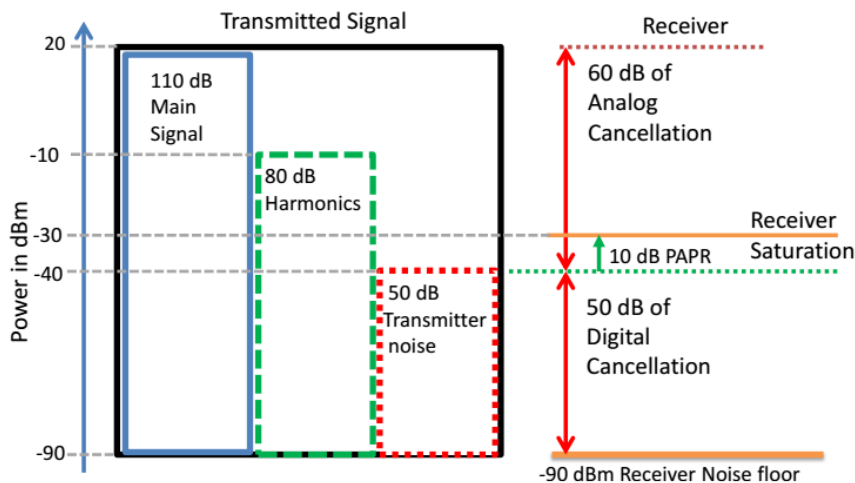 Transmitted Signal
Receiver
Power in dBm
20
-10
-30
-40
-90
110 dB
Main
Signal
80 dB
Harmonics
50 dB
Transmitter
noise
60 dB of
Analog
Cancellation
Receiver
Saturation
10 dB PAPR
50 dB of
Digital
Cancellation
-90 dBm Receiver Noise floor